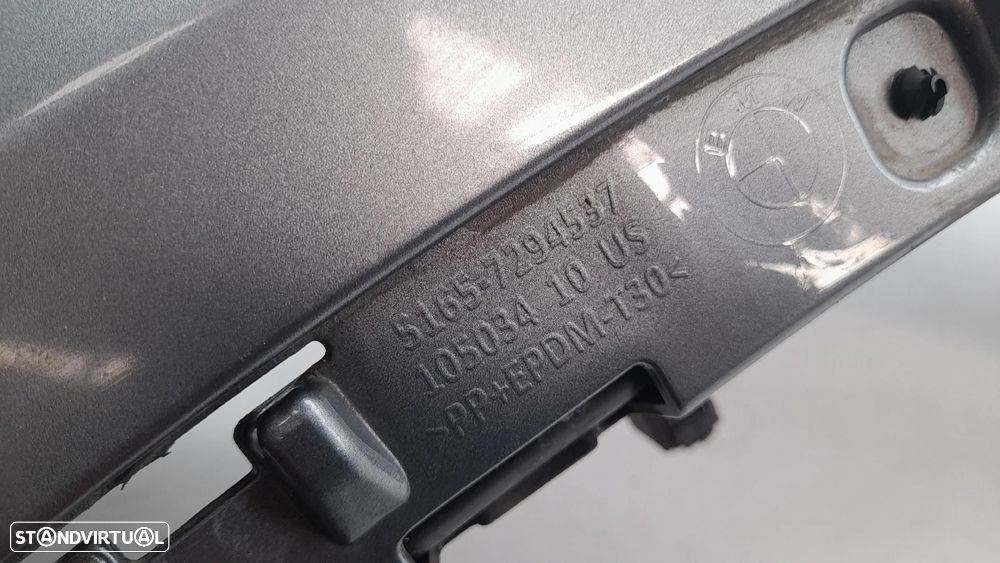 BMW
5165-7294537
105034 10 US
>PP+EPDM-T30<
STANDVIRTUAL